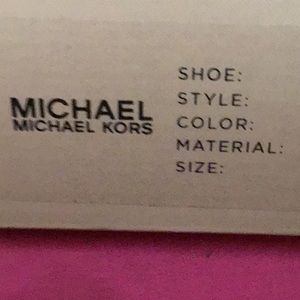 MICHAEL
MICHAEL KORS
SHOE:
STYLE:
COLOR:
MATERIAL:
SIZE: